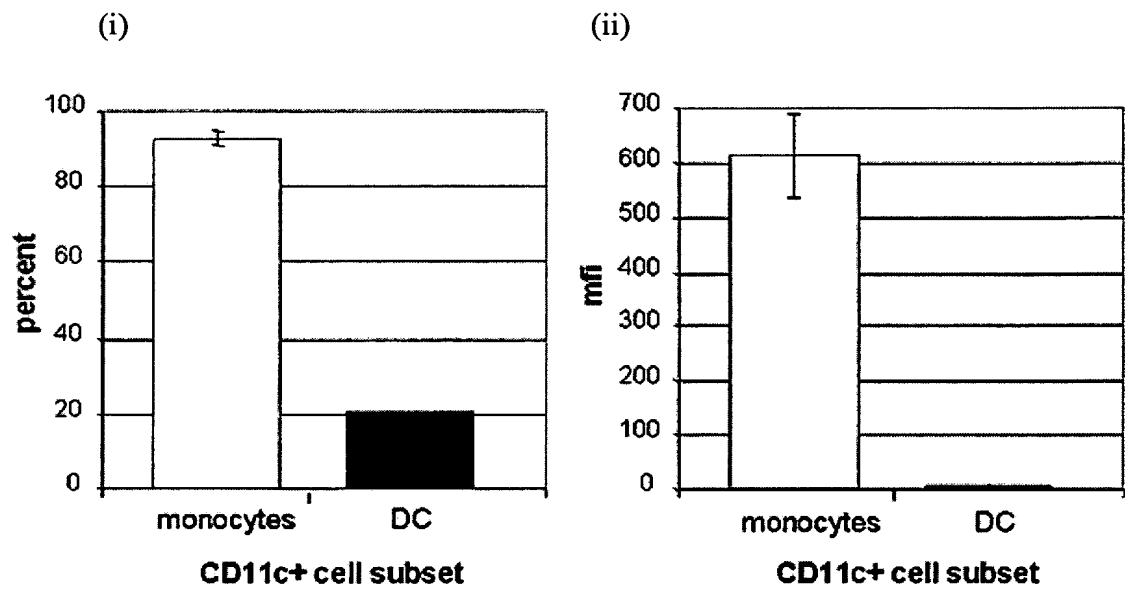 (i)
percent
100
80
60
40
20
0
monocytes DC
CD11c+ cell subset
(ii)
mfi
700
600
500
400
300
200
100
0
monocytes DC
CD11c+ cell subset